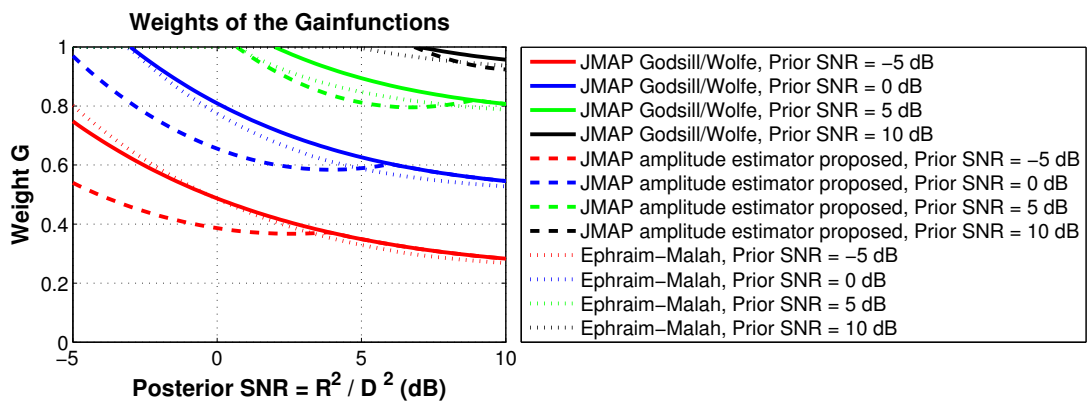 Weights of the Gainfunctions
1
0.8
0.6
0.4
0.2
0
−5
0
5
10
Weight G
Posterior SNR = R² / D² (dB)
JMAP Godsill/Wolfe, Prior SNR = −5 dB
JMAP Godsill/Wolfe, Prior SNR = 0 dB
JMAP Godsill/Wolfe, Prior SNR = 5 dB
JMAP Godsill/Wolfe, Prior SNR = 10 dB
JMAP amplitude estimator proposed, Prior SNR = −5 dB
JMAP amplitude estimator proposed, Prior SNR = 0 dB
JMAP amplitude estimator proposed, Prior SNR = 5 dB
JMAP amplitude estimator proposed, Prior SNR = 10 dB
Ephraim−Malah, Prior SNR = −5 dB
Ephraim−Malah, Prior SNR = 0 dB
Ephraim−Malah, Prior SNR = 5 dB
Ephraim−Malah, Prior SNR = 10 dB